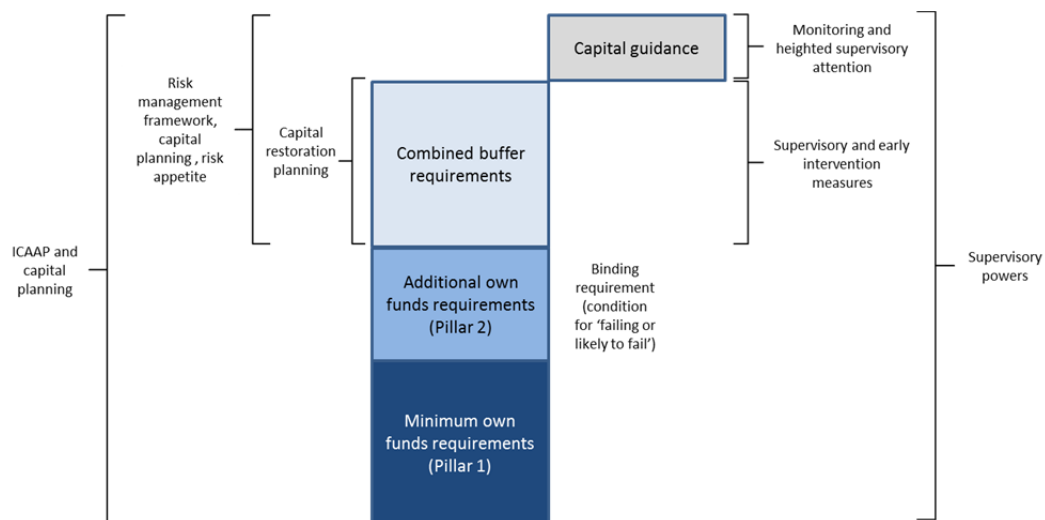 Capital guidance
Monitoring and
heighted supervisory
attention
Risk
management
framework,
capital
planning , risk
appetite
Capital
restoration
planning
Combined buffer
requirements
Supervisory and early
intervention
measures
ICAAP and
capital
planning
Additional own
funds requirements
(Pillar 2)
Binding
requirement
(condition
for ‘failing or
likely to fail’)
Supervisory
powers
Minimum own
funds requirements
(Pillar 1)